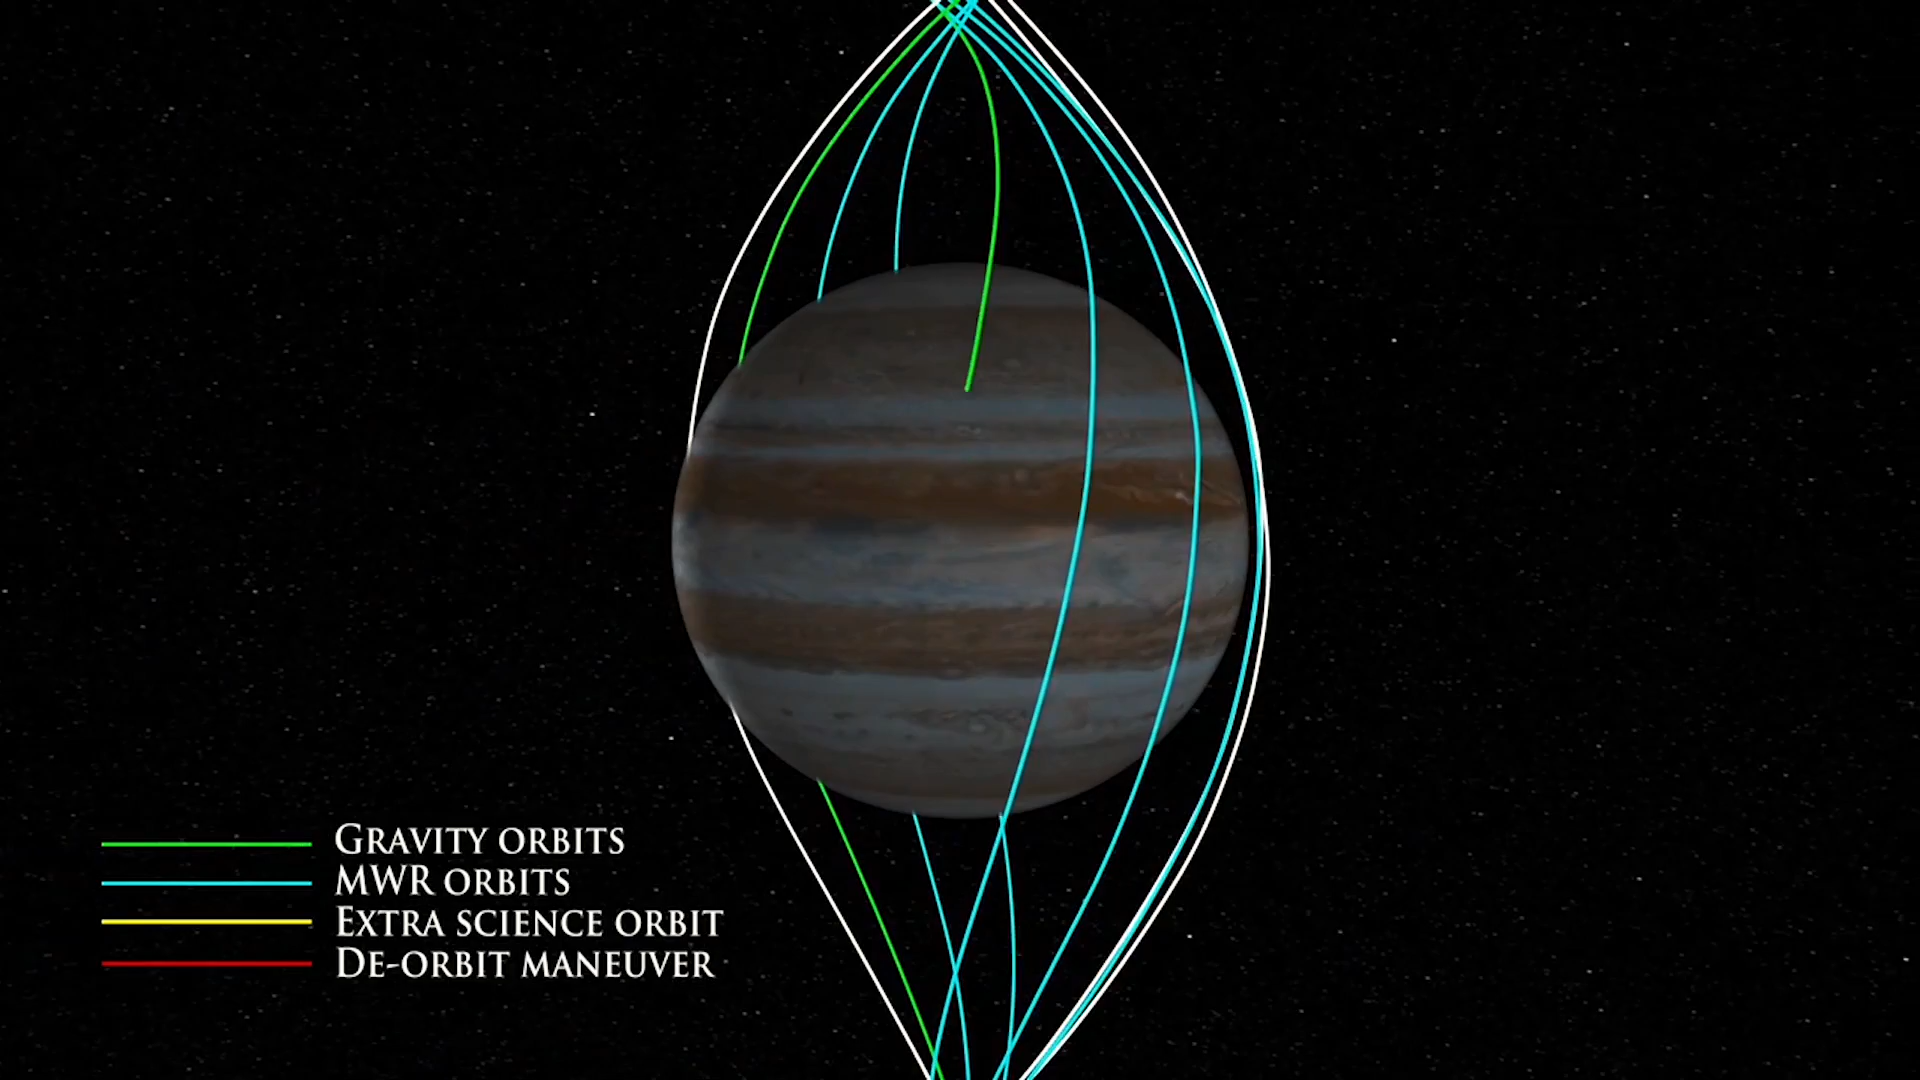 Gravity orbits
MWR orbits
Extra science orbit
De-orbit maneuver